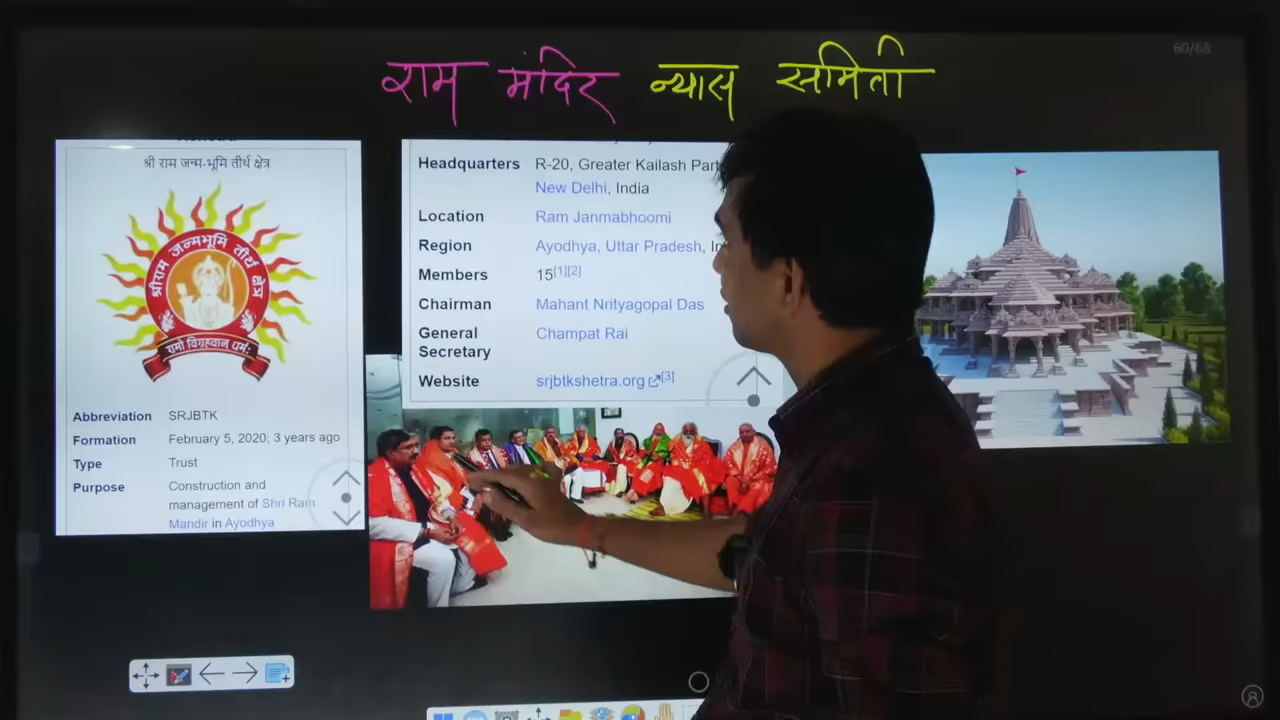 राम मंदिर न्यास समिती
60/68
श्री राम जन्म-भूमि तीर्थ क्षेत्र
श्रीराम जन्मभूमि तीर्थ क्षेत्र
रामो विग्रहवान् धर्मः
Abbreviation SRJBTK
Formation February 5, 2020; 3 years ago
Type Trust
Purpose Construction and
management of Shri Ram
Mandir in Ayodhya
Headquarters R-20, Greater Kailash Part
New Delhi, India
Location Ram Janmabhoomi
Region Ayodhya, Uttar Pradesh,
Members 15[1][2]
Chairman Mahant Nrityagopal Das
General Champat Rai
Secretary
Website srjbtkshetra.org[3]